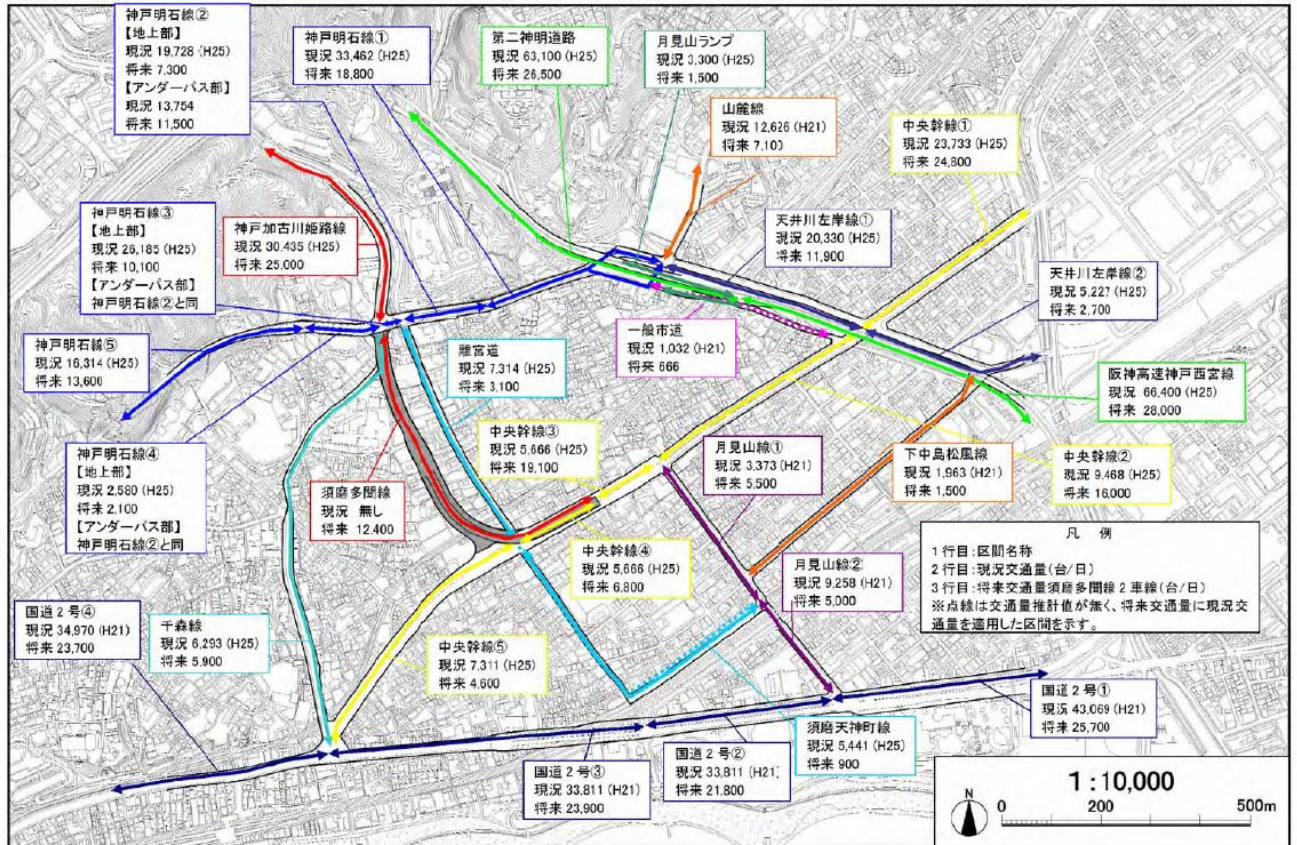 神戸明石線②
【地上部】
現況 19,728 (H25)
将来 7,300
【アンダーパス部】
現況 13,754
将来 11,500
神戸明石線①
現況 33,462 (H25)
将来 18,800
第二神明道路
現況 63,100 (H25)
将来 26,500
月見山ランプ
現況 3,300 (H25)
将来 1,500
山麓線
現況 12,626 (H21)
将来 7,100
中央幹線①
現況 23,733 (H25)
将来 24,800
神戸明石線③
【地上部】
現況 26,185 (H25)
将来 10,100
【アンダーパス部】
神戸明石線②と同
神戸加古川姫路線
現況 30,435 (H25)
将来 25,000
天井川左岸線①
現況 20,330 (H25)
将来 11,900
天井川左岸線②
現況 5,227 (H25)
将来 2,700
神戸明石線⑤
現況 16,314 (H25)
将来 13,600
離宮道
現況 7,314 (H25)
将来 3,100
一般市道
現況 1,032 (H21)
将来 666
阪神高速神戸西宮線
現況 66,400 (H25)
将来 28,000
神戸明石線④
【地上部】
現況 2,580 (H25)
将来 2,100
【アンダーパス部】
神戸明石線②と同
須磨多聞線
現況 無し
将来 12,400
中央幹線③
現況 5,666 (H25)
将来 19,100
月見山線①
現況 3,373 (H21)
将来 5,500
下中島松風線
現況 1,963 (H21)
将来 1,500
中央幹線②
現況 9,468 (H25)
将来 16,000
中央幹線④
現況 5,666 (H25)
将来 6,800
月見山線②
現況 9,258 (H21)
将来 5,000
凡 例
1行目:区間名称
2行目:現況交通量(台/日)
3行目:将来交通量須磨多聞線2車線(台/日)
※点線は交通量推計値が無く、将来交通量に現況交
通量を適用した区間を示す。
国道2号④
現況 34,970 (H21)
将来 23,700
千森線
現況 6,293 (H25)
将来 5,900
中央幹線⑤
現況 7,311 (H25)
将来 4,600
国道2号①
現況 43,069 (H21)
将来 25,700
須磨天神町線
現況 5,441 (H25)
将来 900
国道2号②
現況 33,811 (H21)
将来 21,800
国道2号③
現況 33,811 (H21)
将来 23,900
1:10,000
N
0 200 500m